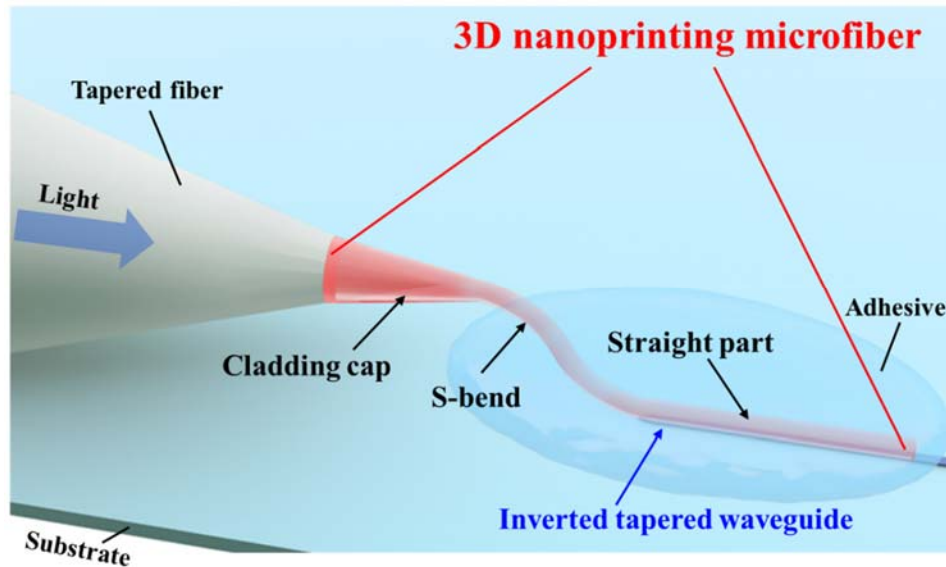 3D nanoprinting microfiber
Tapered fiber
Light
Adhesive
Straight part
Cladding cap
S-bend
Inverted tapered waveguide
Substrate